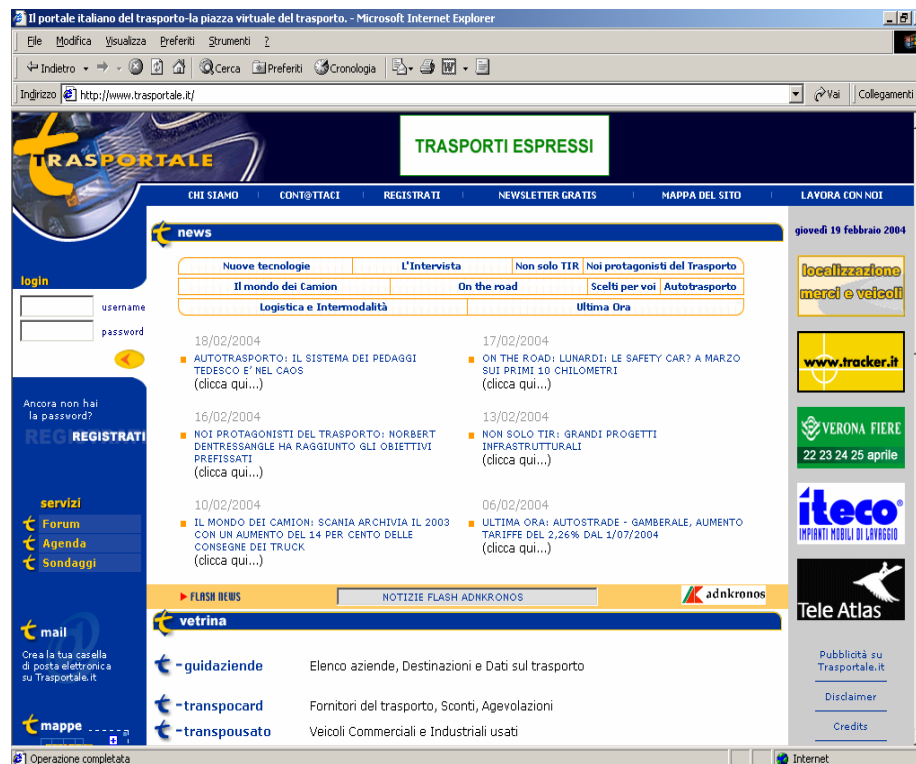 Il portale italiano del trasporto-la piazza virtuale del trasporto. - Microsoft Internet Explorer
File Modifica Visualizza Preferiti Strumenti ?
Indietro Cerca Preferiti Cronologia
Indirizzo http://www.trasportale.it/ Vai Collegamenti
TRASPORTALE
TRASPORTI ESPRESSI
CHI SIAMO CONT@TTACI REGISTRATI NEWSLETTER GRATIS MAPPA DEL SITO LAVORA CON NOI
news
giovedì 19 febbraio 2004
Nuove tecnologie L'Intervista Non solo TIR Noi protagonisti del Trasporto
Il mondo dei Camion On the road Scelti per voi Autotrasporto
Logistica e Intermodalità Ultima Ora
login
username
password
Ancora non hai
la password?
REGISTRATI
servizi
Forum
Agenda
Sondaggi
mail
Crea la tua casella
di posta elettronica
su Trasportale.it
mappe
18/02/2004
AUTOTRASPORTO: IL SISTEMA DEI PEDAGGI
TEDESCO E' NEL CAOS
(clicca qui...)
17/02/2004
ON THE ROAD: LUNARDI: LE SAFETY CAR? A MARZO
SUI PRIMI 10 CHILOMETRI
(clicca qui...)
16/02/2004
NOI PROTAGONISTI DEL TRASPORTO: NORBERT
DENTRESSANGLE HA RAGGIUNTO GLI OBIETTIVI
PREFISSATI
(clicca qui...)
13/02/2004
NON SOLO TIR: GRANDI PROGETTI
INFRASTRUTTURALI
(clicca qui...)
10/02/2004
IL MONDO DEI CAMION: SCANIA ARCHIVIA IL 2003
CON UN AUMENTO DEL 14 PER CENTO DELLE
CONSEGNE DEI TRUCK
(clicca qui...)
06/02/2004
ULTIMA ORA: AUTOSTRADE - GAMBERALE, AUMENTO
TARIFFE DEL 2,26% DAL 1/07/2004
(clicca qui...)
FLASH NEWS NOTIZIE FLASH ADNKRONOS adnkronos
vetrina
-guidaziende Elenco aziende, Destinazioni e Dati sul trasporto
-transpocard Fornitori del trasporto, Sconti, Agevolazioni
-transpousato Veicoli Commerciali e Industriali usati
localizzazione
merci e veicoli
www.tracker.it
VERONA FIERE
22 23 24 25 aprile
iteco®
IMPIANTI MOBILI DI LAVAGGIO
Tele Atlas
Pubblicità su
Trasportale.it
Disclaimer
Credits
Operazione completata Internet